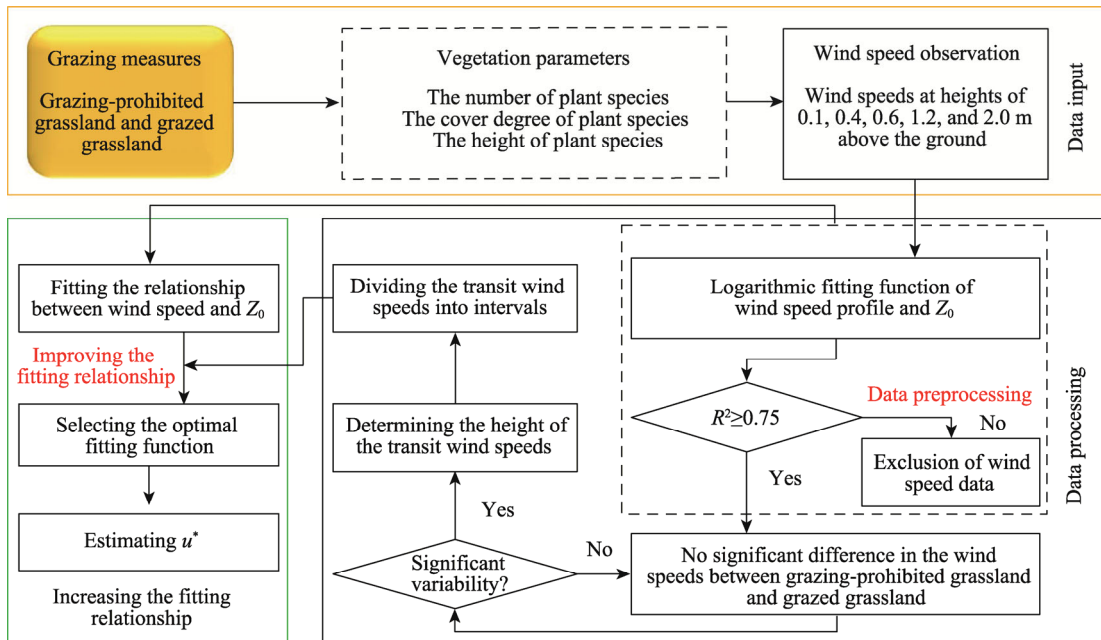 Grazing measures
Grazing-prohibited
grassland and grazed
grassland
Vegetation parameters
The number of plant species
The cover degree of plant species
The height of plant species
Wind speed observation
Wind speeds at heights of
0.1, 0.4, 0.6, 1.2, and 2.0 m
above the ground
Data input
Fitting the relationship
between wind speed and Z₀
Improving the
fitting relationship
Selecting the optimal
fitting function
Estimating u*
Increasing the fitting
relationship
Dividing the transit wind
speeds into intervals
Determining the height of
the transit wind speeds
Yes
Significant
variability?
No
Logarithmic fitting function of
wind speed profile and Z₀
R²≥0.75
Data preprocessing
No
Exclusion of wind
speed data
Yes
No significant difference in the wind
speeds between grazing-prohibited grassland
and grazed grassland
Data processing